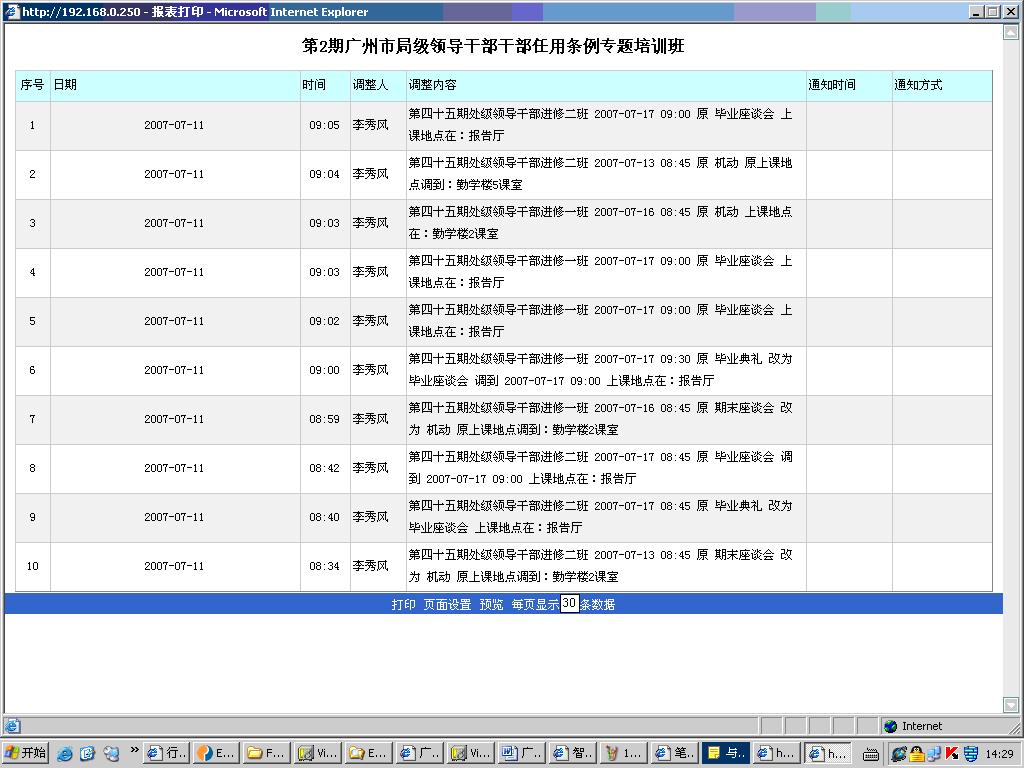 http://192.168.0.250 - 报表打印 - Microsoft Internet Explorer
第2期广州市局级领导干部干部任用条例专题培训班
序号 日期 时间 调整人 调整内容 通知时间 通知方式
1 2007-07-11 09:05 李秀风 第四十五期处级领导干部进修二班 2007-07-17 09:00 原 毕业座谈会 上
课地点在：报告厅
2 2007-07-11 09:04 李秀风 第四十五期处级领导干部进修二班 2007-07-13 08:45 原 机动 原上课地
点调到：勤学楼5课室
3 2007-07-11 09:03 李秀风 第四十五期处级领导干部进修一班 2007-07-16 08:45 原 机动 上课地点
在：勤学楼2课室
4 2007-07-11 09:03 李秀风 第四十五期处级领导干部进修一班 2007-07-17 09:00 原 毕业座谈会 上
课地点在：报告厅
5 2007-07-11 09:02 李秀风 第四十五期处级领导干部进修一班 2007-07-17 09:00 原 毕业座谈会 上
课地点在：报告厅
6 2007-07-11 09:00 李秀风 第四十五期处级领导干部进修一班 2007-07-17 09:30 原 毕业典礼 改为
毕业座谈会 调到 2007-07-17 09:00 上课地点在：报告厅
7 2007-07-11 08:59 李秀风 第四十五期处级领导干部进修一班 2007-07-16 08:45 原 期末座谈会 改
为 机动 原上课地点调到：勤学楼2课室
8 2007-07-11 08:42 李秀风 第四十五期处级领导干部进修二班 2007-07-17 08:45 原 毕业座谈会 调
到 2007-07-17 09:00 上课地点在：报告厅
9 2007-07-11 08:40 李秀风 第四十五期处级领导干部进修二班 2007-07-17 08:45 原 毕业典礼 改为
毕业座谈会 上课地点在：报告厅
10 2007-07-11 08:34 李秀风 第四十五期处级领导干部进修二班 2007-07-13 08:45 原 期末座谈会 改
为 机动 原上课地点调到：勤学楼2课室
打印 页面设置 预览 每页显示30条数据
Internet
开始 » 行.. E... F... Vi... E... 广.. Vi... 广.. 智.. 1... 笔.. 与.. h... h... 14:29